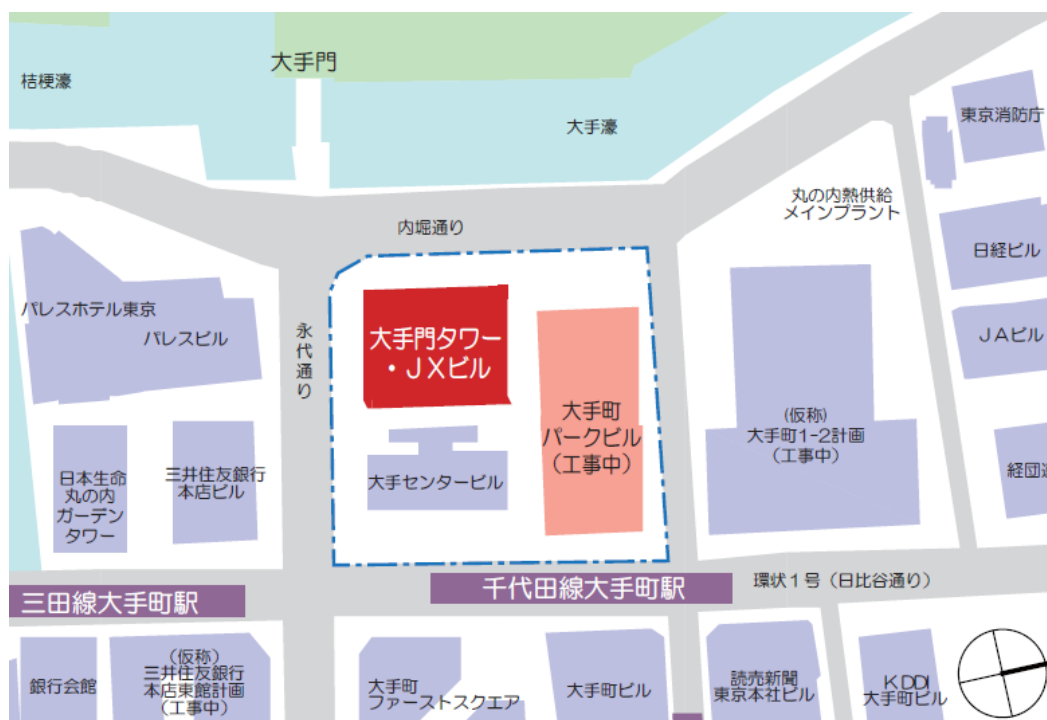 大手門
桔梗濠
大手濠
東京消防庁
丸の内熱供給
メインプラント
内堀通り
日経ビル
パレスホテル東京
パレスビル
永代通り
大手門タワー
・JXビル
JAビル
大手町
パークビル
(工事中)
(仮称)
大手町1-2計画
(工事中)
日本生命
丸の内
ガーデン
タワー
三井住友銀行
本店ビル
大手センタービル
経団連
三田線大手町駅
千代田線大手町駅
環状1号(日比谷通り)
銀行会館
(仮称)
三井住友銀行
本店東館計画
(工事中)
大手町
ファーストスクエア
大手町ビル
読売新聞
東京本社ビル
KDDI
大手町ビル